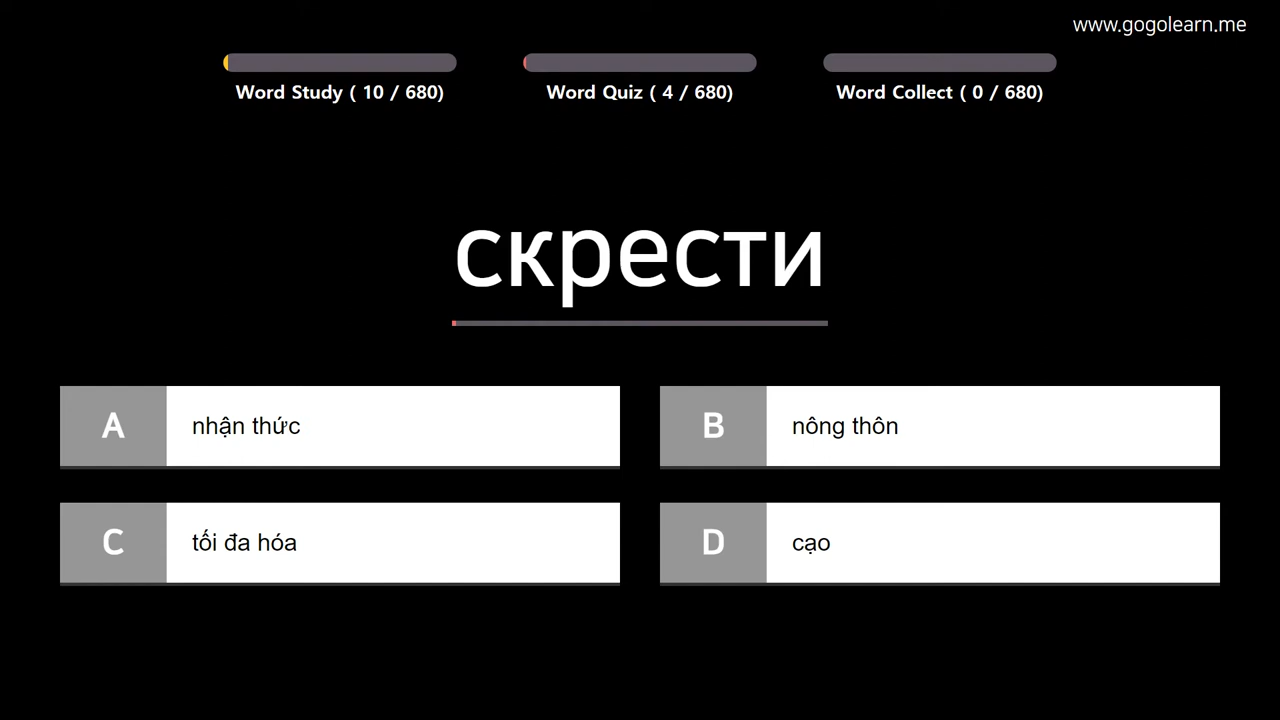 www.gogolearn.me
Word Study ( 10 / 680)
Word Quiz ( 4 / 680)
Word Collect ( 0 / 680)
скрести
A nhận thức
B nông thôn
C tối đa hóa
D cạo